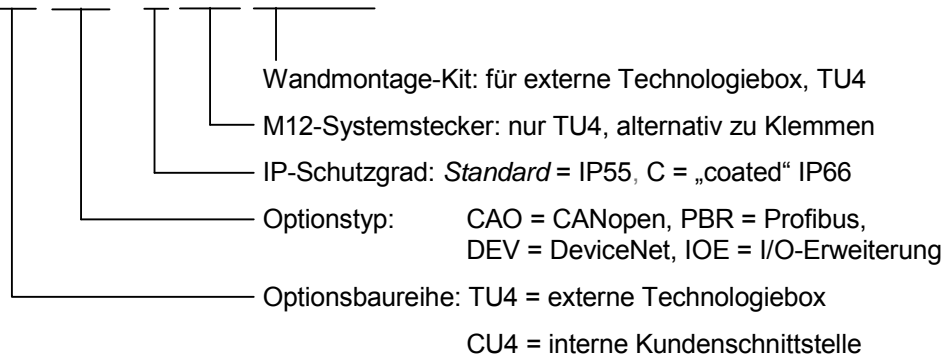 Wandmontage-Kit: für externe Technologiebox, TU4
M12-Systemstecker: nur TU4, alternativ zu Klemmen
IP-Schutzgrad: Standard = IP55, C = „coated“ IP66
Optionstyp: CAO = CANopen, PBR = Profibus,
DEV = DeviceNet, IOE = I/O-Erweiterung
Optionsbaureihe: TU4 = externe Technologiebox
CU4 = interne Kundenschnittstelle